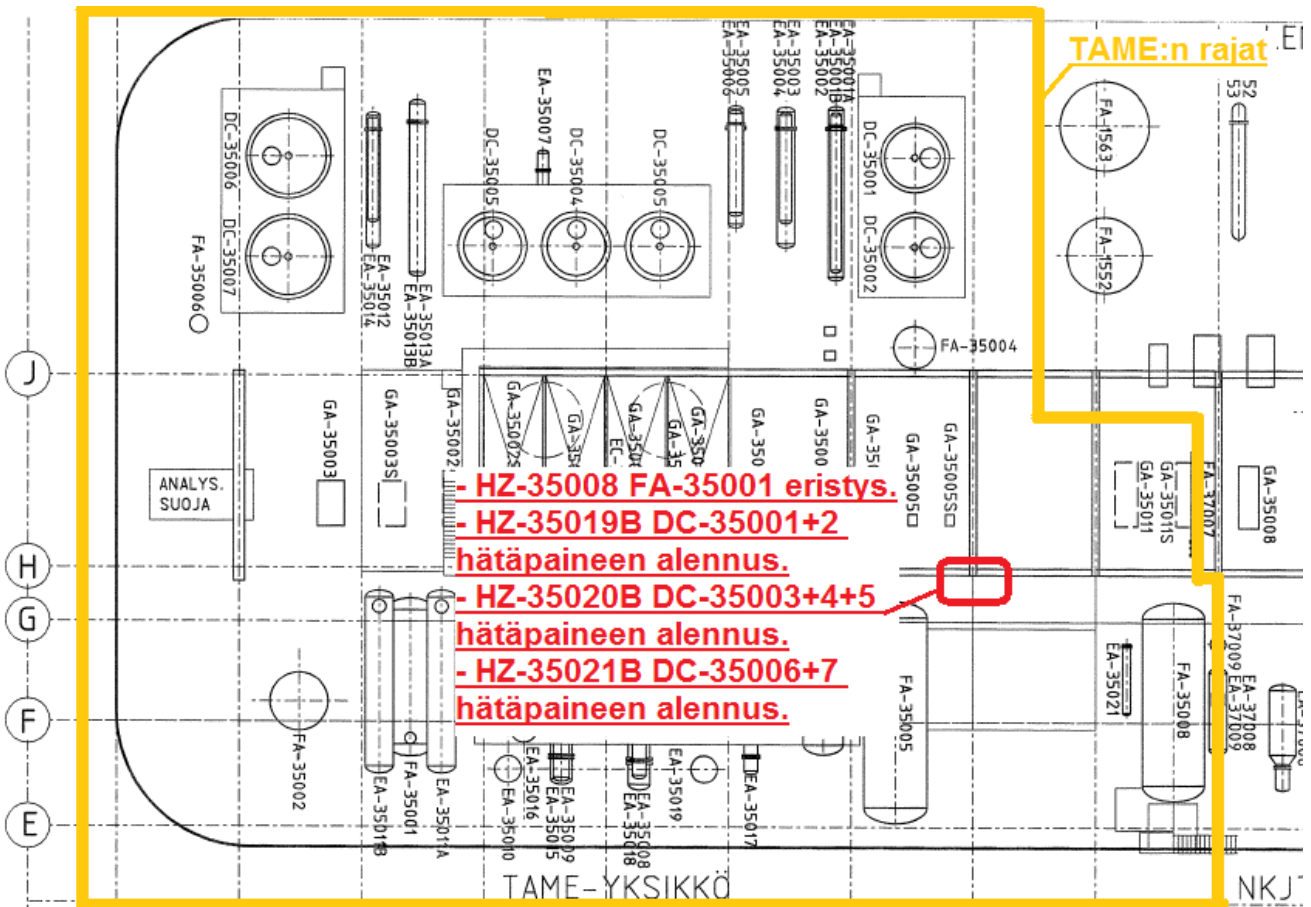 TAME:n rajat
EA-35006
EA-35005
EA-35004
EA-35003
EA-35002
EA-35001B
EA-35001A
EA-35007
DC-35006
DC-35007
DC-35005
DC-35004
DC-35005
DC-35001
DC-35002
FA-1563
FA-1552
53
52
FA-35006
EA-35014
EA-35012
EA-35013B
EA-35013A
FA-35004
J
GA-35003
GA-35003S
GA-35002
GA-35002S
GA-3500
GA-35005
GA-35005S
GA-35011
GA-35011S
FA-37007
GA-35008
ANALYS.
SUOJA
- HZ-35008 FA-35001 eristys.
- HZ-35019B DC-35001+2
hätäpaineen alennus.
- HZ-35020B DC-35003+4+5
hätäpaineen alennus.
- HZ-35021B DC-35006+7
hätäpaineen alennus.
H
G
F
E
FA-35002
EA-35011B
FA-35001
EA-35011A
EA-35010
EA-35016
EA-35015
EA-35009
EA-35018
EA-35008
EA-35019
EA-35017
FA-35005
EA-35021
FA-35008
FA-37009
EA-37009
EA-37008
TAME-YKSIKKÖ